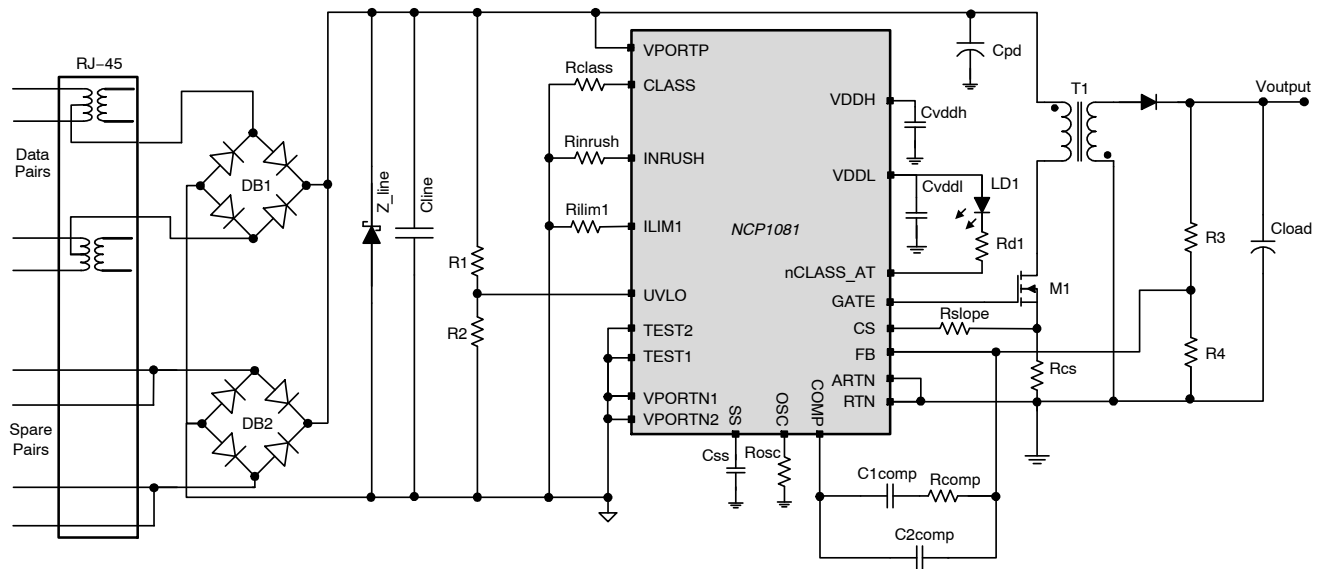 RJ−45
Data
Pairs
Spare
Pairs
DB1
DB2
Z_line
Cline
R1
R2
Rclass
Rinrush
Rilim1
VPORTP
CLASS
INRUSH
ILIM1
UVLO
TEST2
TEST1
VPORTN1
VPORTN2
NCP1081
VDDH
VDDL
nCLASS_AT
GATE
CS
FB
ARTN
RTN
SS
OSC
COMP
Css
Rosc
C1comp
Rcomp
C2comp
Cvddh
Cvddl
LD1
Rd1
Rslope
M1
Rcs
Cpd
T1
Voutput
R3
R4
Cload